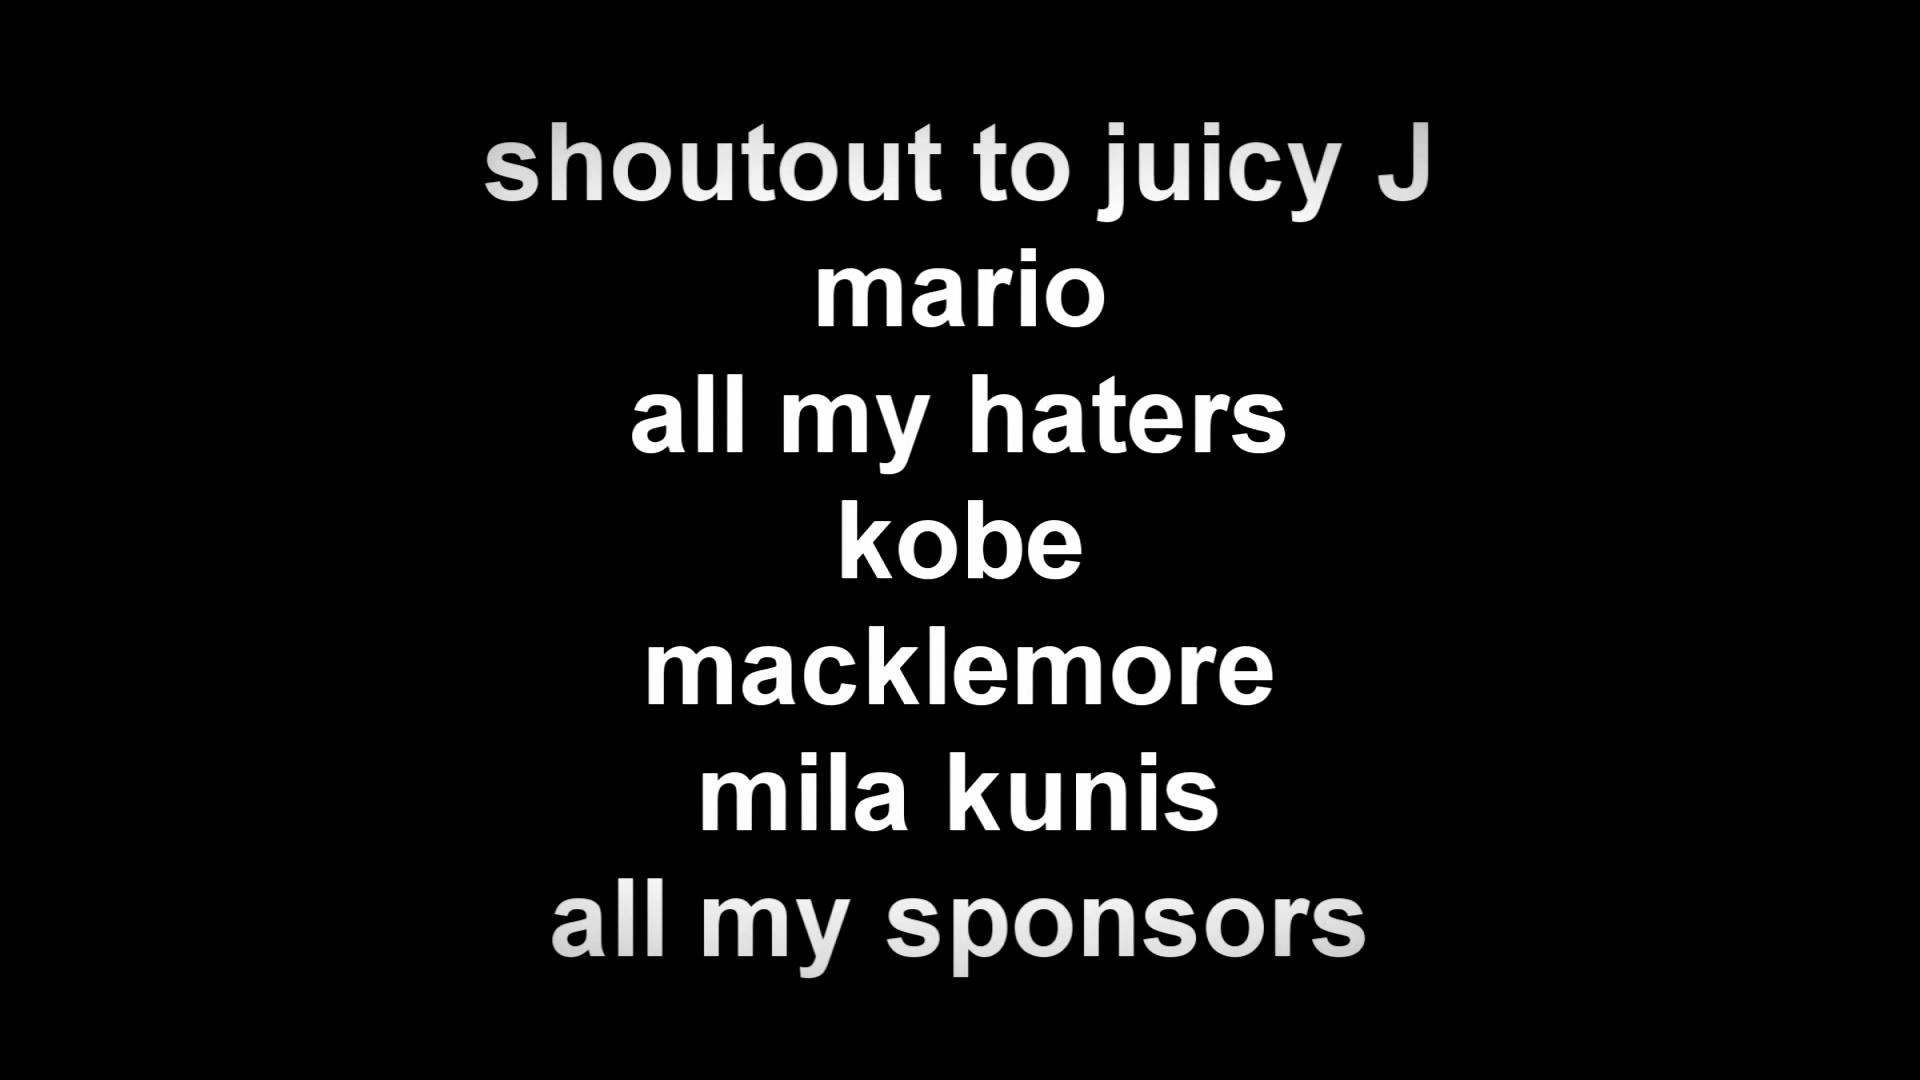 shoutout to juicy J
mario
all my haters
kobe
macklemore
mila kunis
all my sponsors